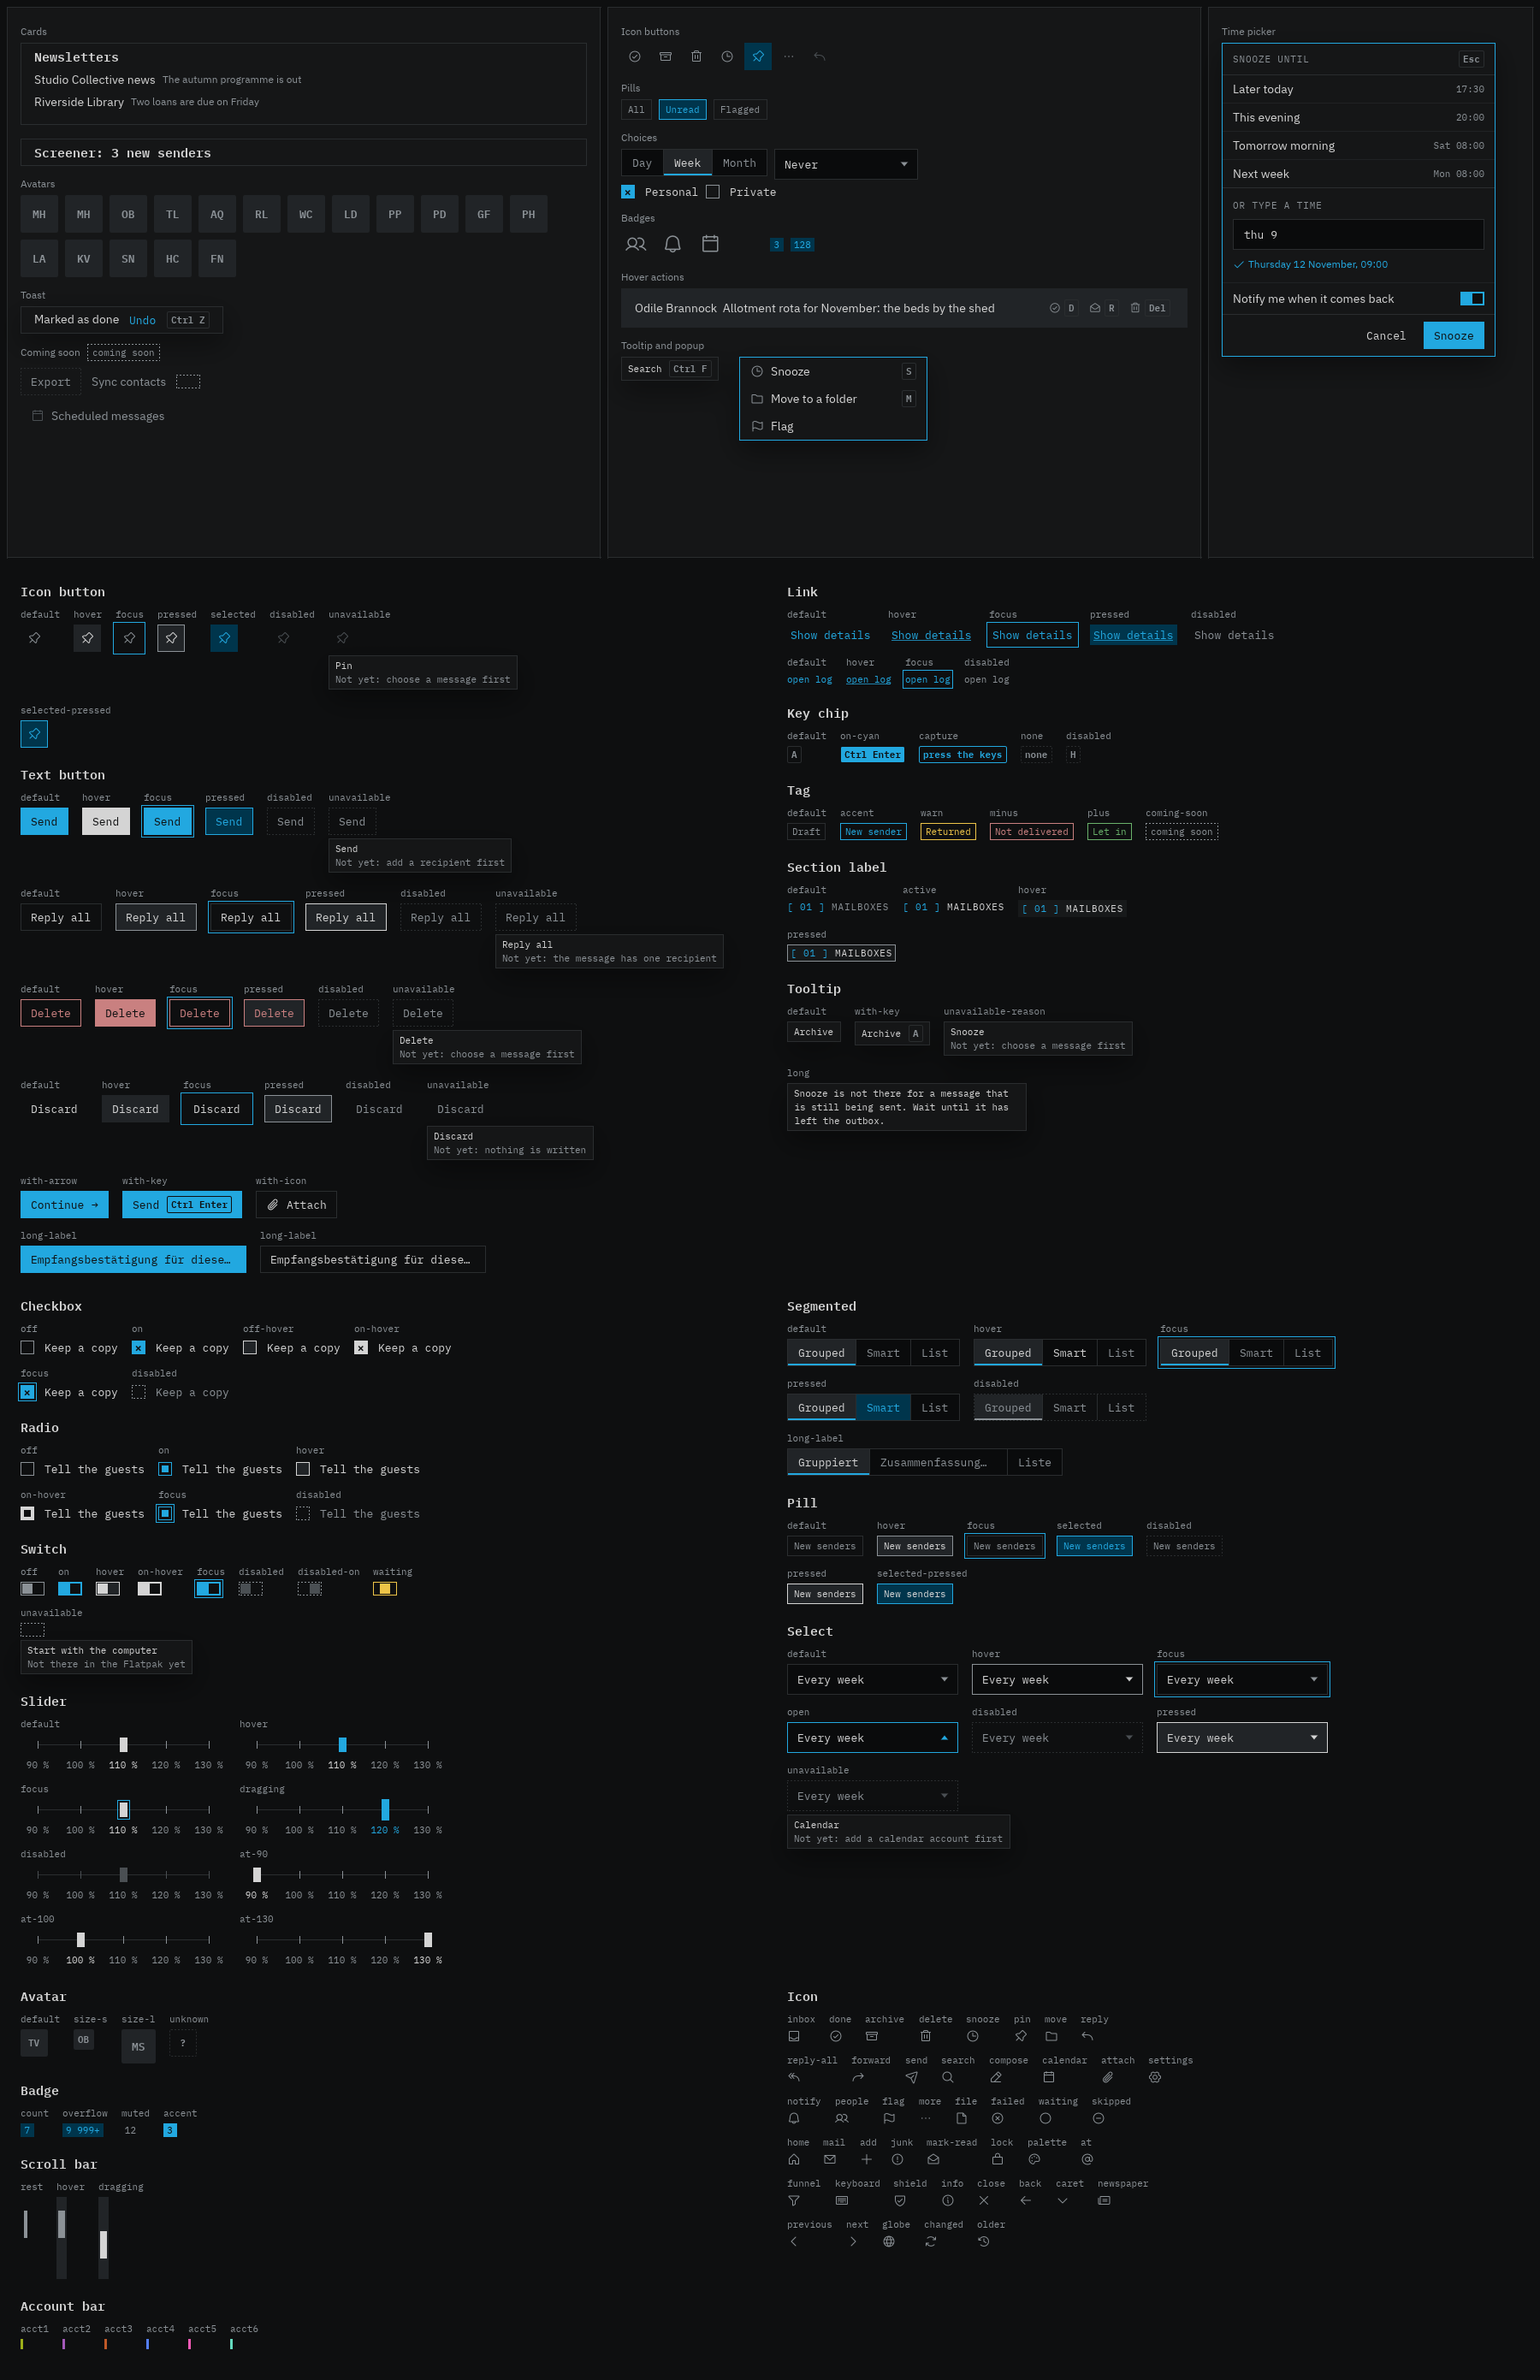 Cards
Newsletters
Studio Collective news The autumn programme is out
Riverside Library Two loans are due on Friday
Screener: 3 new senders
Avatars
MH MH OB TL AQ RL WC LD PP PD GF PH
LA KV SN HC FN
Toast
Marked as done Undo Ctrl Z
Coming soon coming soon
Export Sync contacts
Scheduled messages
Icon buttons
Pills
All Unread Flagged
Choices
Day Week Month Never
Personal Private
Badges
3 128
Hover actions
Odile Brannock Allotment rota for November: the beds by the shed D R Del
Tooltip and popup
Search Ctrl F
Snooze S
Move to a folder M
Flag
Time picker
SNOOZE UNTIL Esc
Later today 17:30
This evening 20:00
Tomorrow morning Sat 08:00
Next week Mon 08:00
OR TYPE A TIME
thu 9
Thursday 12 November, 09:00
Notify me when it comes back
Cancel Snooze
Icon button
default hover focus pressed selected disabled unavailable
Pin
Not yet: choose a message first
selected-pressed
Text button
default hover focus pressed disabled unavailable
Send Send Send Send Send Send
Send
Not yet: add a recipient first
default hover focus pressed disabled unavailable
Reply all Reply all Reply all Reply all Reply all Reply all
Reply all
Not yet: the message has one recipient
default hover focus pressed disabled unavailable
Delete Delete Delete Delete Delete Delete
Delete
Not yet: choose a message first
default hover focus pressed disabled unavailable
Discard Discard Discard Discard Discard Discard
Discard
Not yet: nothing is written
with-arrow with-key with-icon
Continue → Send Ctrl Enter Attach
long-label long-label
Empfangsbestätigung für diese… Empfangsbestätigung für diese…
Link
default hover focus pressed disabled
Show details Show details Show details Show details Show details
default hover focus disabled
open log open log open log open log
Key chip
default on-cyan capture none disabled
A Ctrl Enter press the keys none H
Tag
default accent warn minus plus coming-soon
Draft New sender Returned Not delivered Let in coming soon
Section label
default active hover
[ 01 ] MAILBOXES [ 01 ] MAILBOXES [ 01 ] MAILBOXES
pressed
[ 01 ] MAILBOXES
Tooltip
default with-key unavailable-reason
Archive Archive A Snooze
Not yet: choose a message first
long
Snooze is not there for a message that
is still being sent. Wait until it has
left the outbox.
Checkbox
off on off-hover on-hover
Keep a copy Keep a copy Keep a copy Keep a copy
focus disabled
Keep a copy Keep a copy
Radio
off on hover
Tell the guests Tell the guests Tell the guests
on-hover focus disabled
Tell the guests Tell the guests Tell the guests
Switch
off on hover on-hover focus disabled disabled-on waiting
unavailable
Start with the computer
Not there in the Flatpak yet
Slider
default hover
90 % 100 % 110 % 120 % 130 % 90 % 100 % 110 % 120 % 130 %
focus dragging
90 % 100 % 110 % 120 % 130 % 90 % 100 % 110 % 120 % 130 %
disabled at-90
90 % 100 % 110 % 120 % 130 % 90 % 100 % 110 % 120 % 130 %
at-100 at-130
90 % 100 % 110 % 120 % 130 % 90 % 100 % 110 % 120 % 130 %
Segmented
default hover focus
Grouped Smart List Grouped Smart List Grouped Smart List
pressed disabled
Grouped Smart List Grouped Smart List
long-label
Gruppiert Zusammenfassung… Liste
Pill
default hover focus selected disabled
New senders New senders New senders New senders New senders
pressed selected-pressed
New senders New senders
Select
default hover focus
Every week Every week Every week
open disabled pressed
Every week Every week Every week
unavailable
Every week
Calendar
Not yet: add a calendar account first
Avatar
default size-s size-l unknown
TV OB MS ?
Badge
count overflow muted accent
7 9 999+ 12 3
Scroll bar
rest hover dragging
Account bar
acct1 acct2 acct3 acct4 acct5 acct6
Icon
inbox done archive delete snooze pin move reply
reply-all forward send search compose calendar attach settings
notify people flag more file failed waiting skipped
home mail add junk mark-read lock palette at
funnel keyboard shield info close back caret newspaper
previous next globe changed older